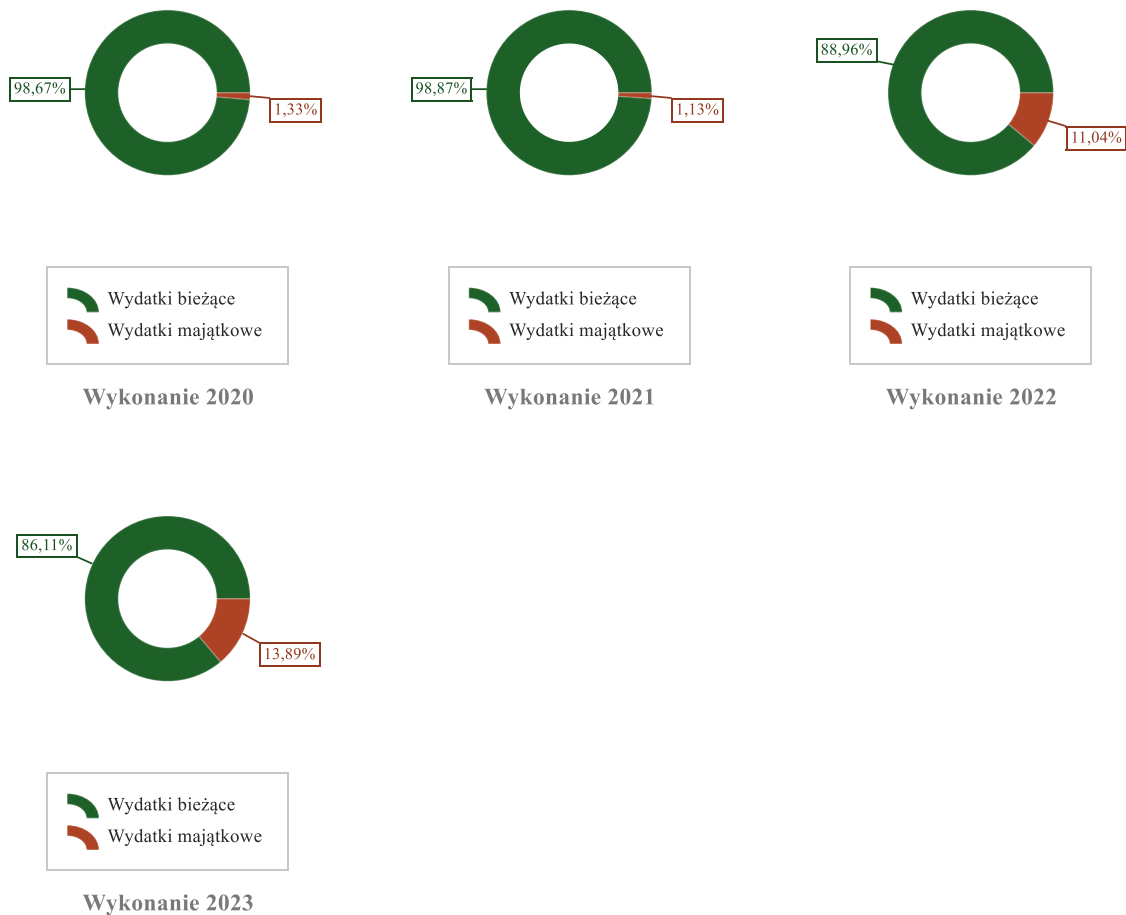 98,67%
1,33%
Wydatki bieżące
Wydatki majątkowe
Wykonanie 2020
98,87%
1,13%
Wydatki bieżące
Wydatki majątkowe
Wykonanie 2021
88,96%
11,04%
Wydatki bieżące
Wydatki majątkowe
Wykonanie 2022
86,11%
13,89%
Wydatki bieżące
Wydatki majątkowe
Wykonanie 2023